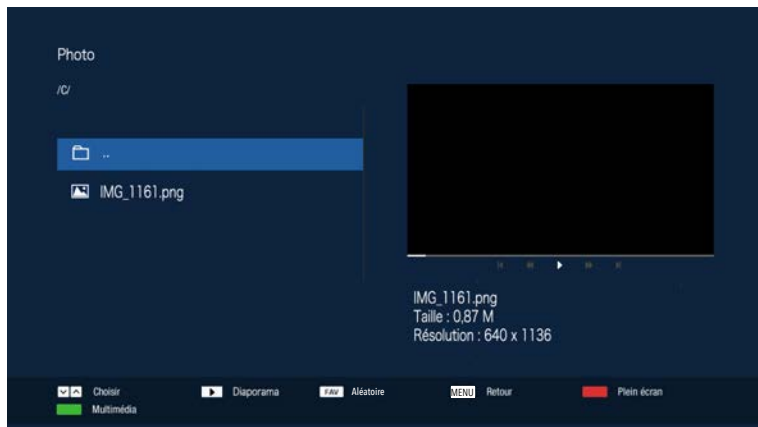 Photo
/C/
..
IMG_1161.png
IMG_1161.png
Taille : 0,87 M
Résolution : 640 x 1136
Choisir Diaporama FAV Aléatoire MENU Retour Plein écran
Multimédia